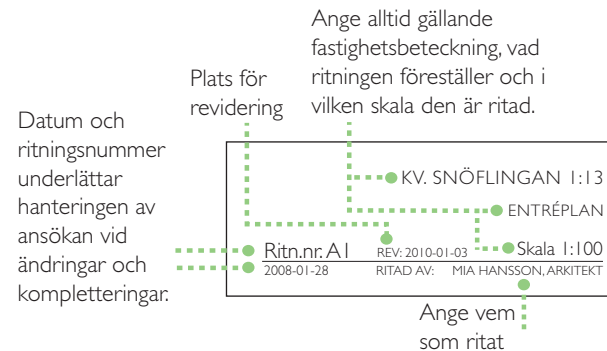 Ange alltid gällande
fastighetsbeteckning, vad
ritningen föreställer och i
vilken skala den är ritad.
Plats för
revidering
Datum och
ritningsnummer
underlättar
hanteringen av
ansökan vid
ändringar och
kompletteringar.
KV. SNÖFLINGAN 1:13
ENTRÉPLAN
Ritn.nr. A1
REV: 2010-01-03
Skala 1:100
2008-01-28
RITAD AV:
MIA HANSSON, ARKITEKT
Ange vem
som ritat